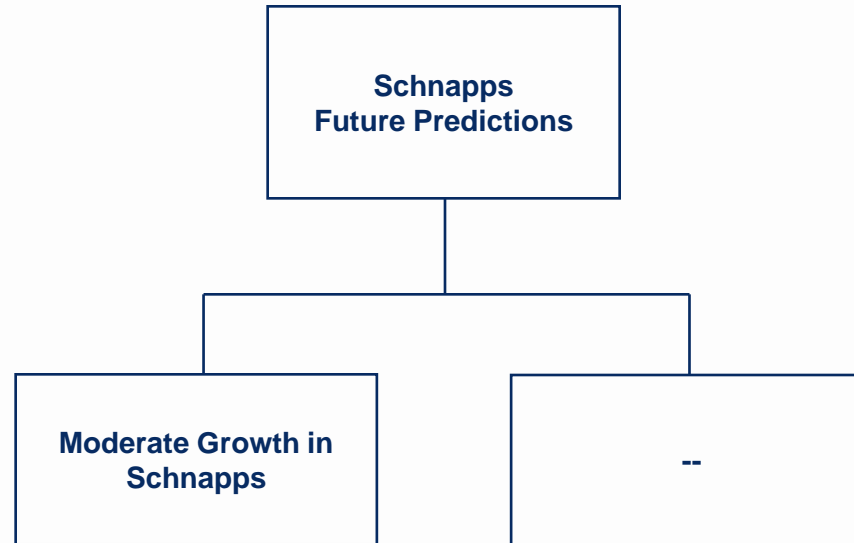 Schnapps
Future Predictions
Moderate Growth in
Schnapps
--